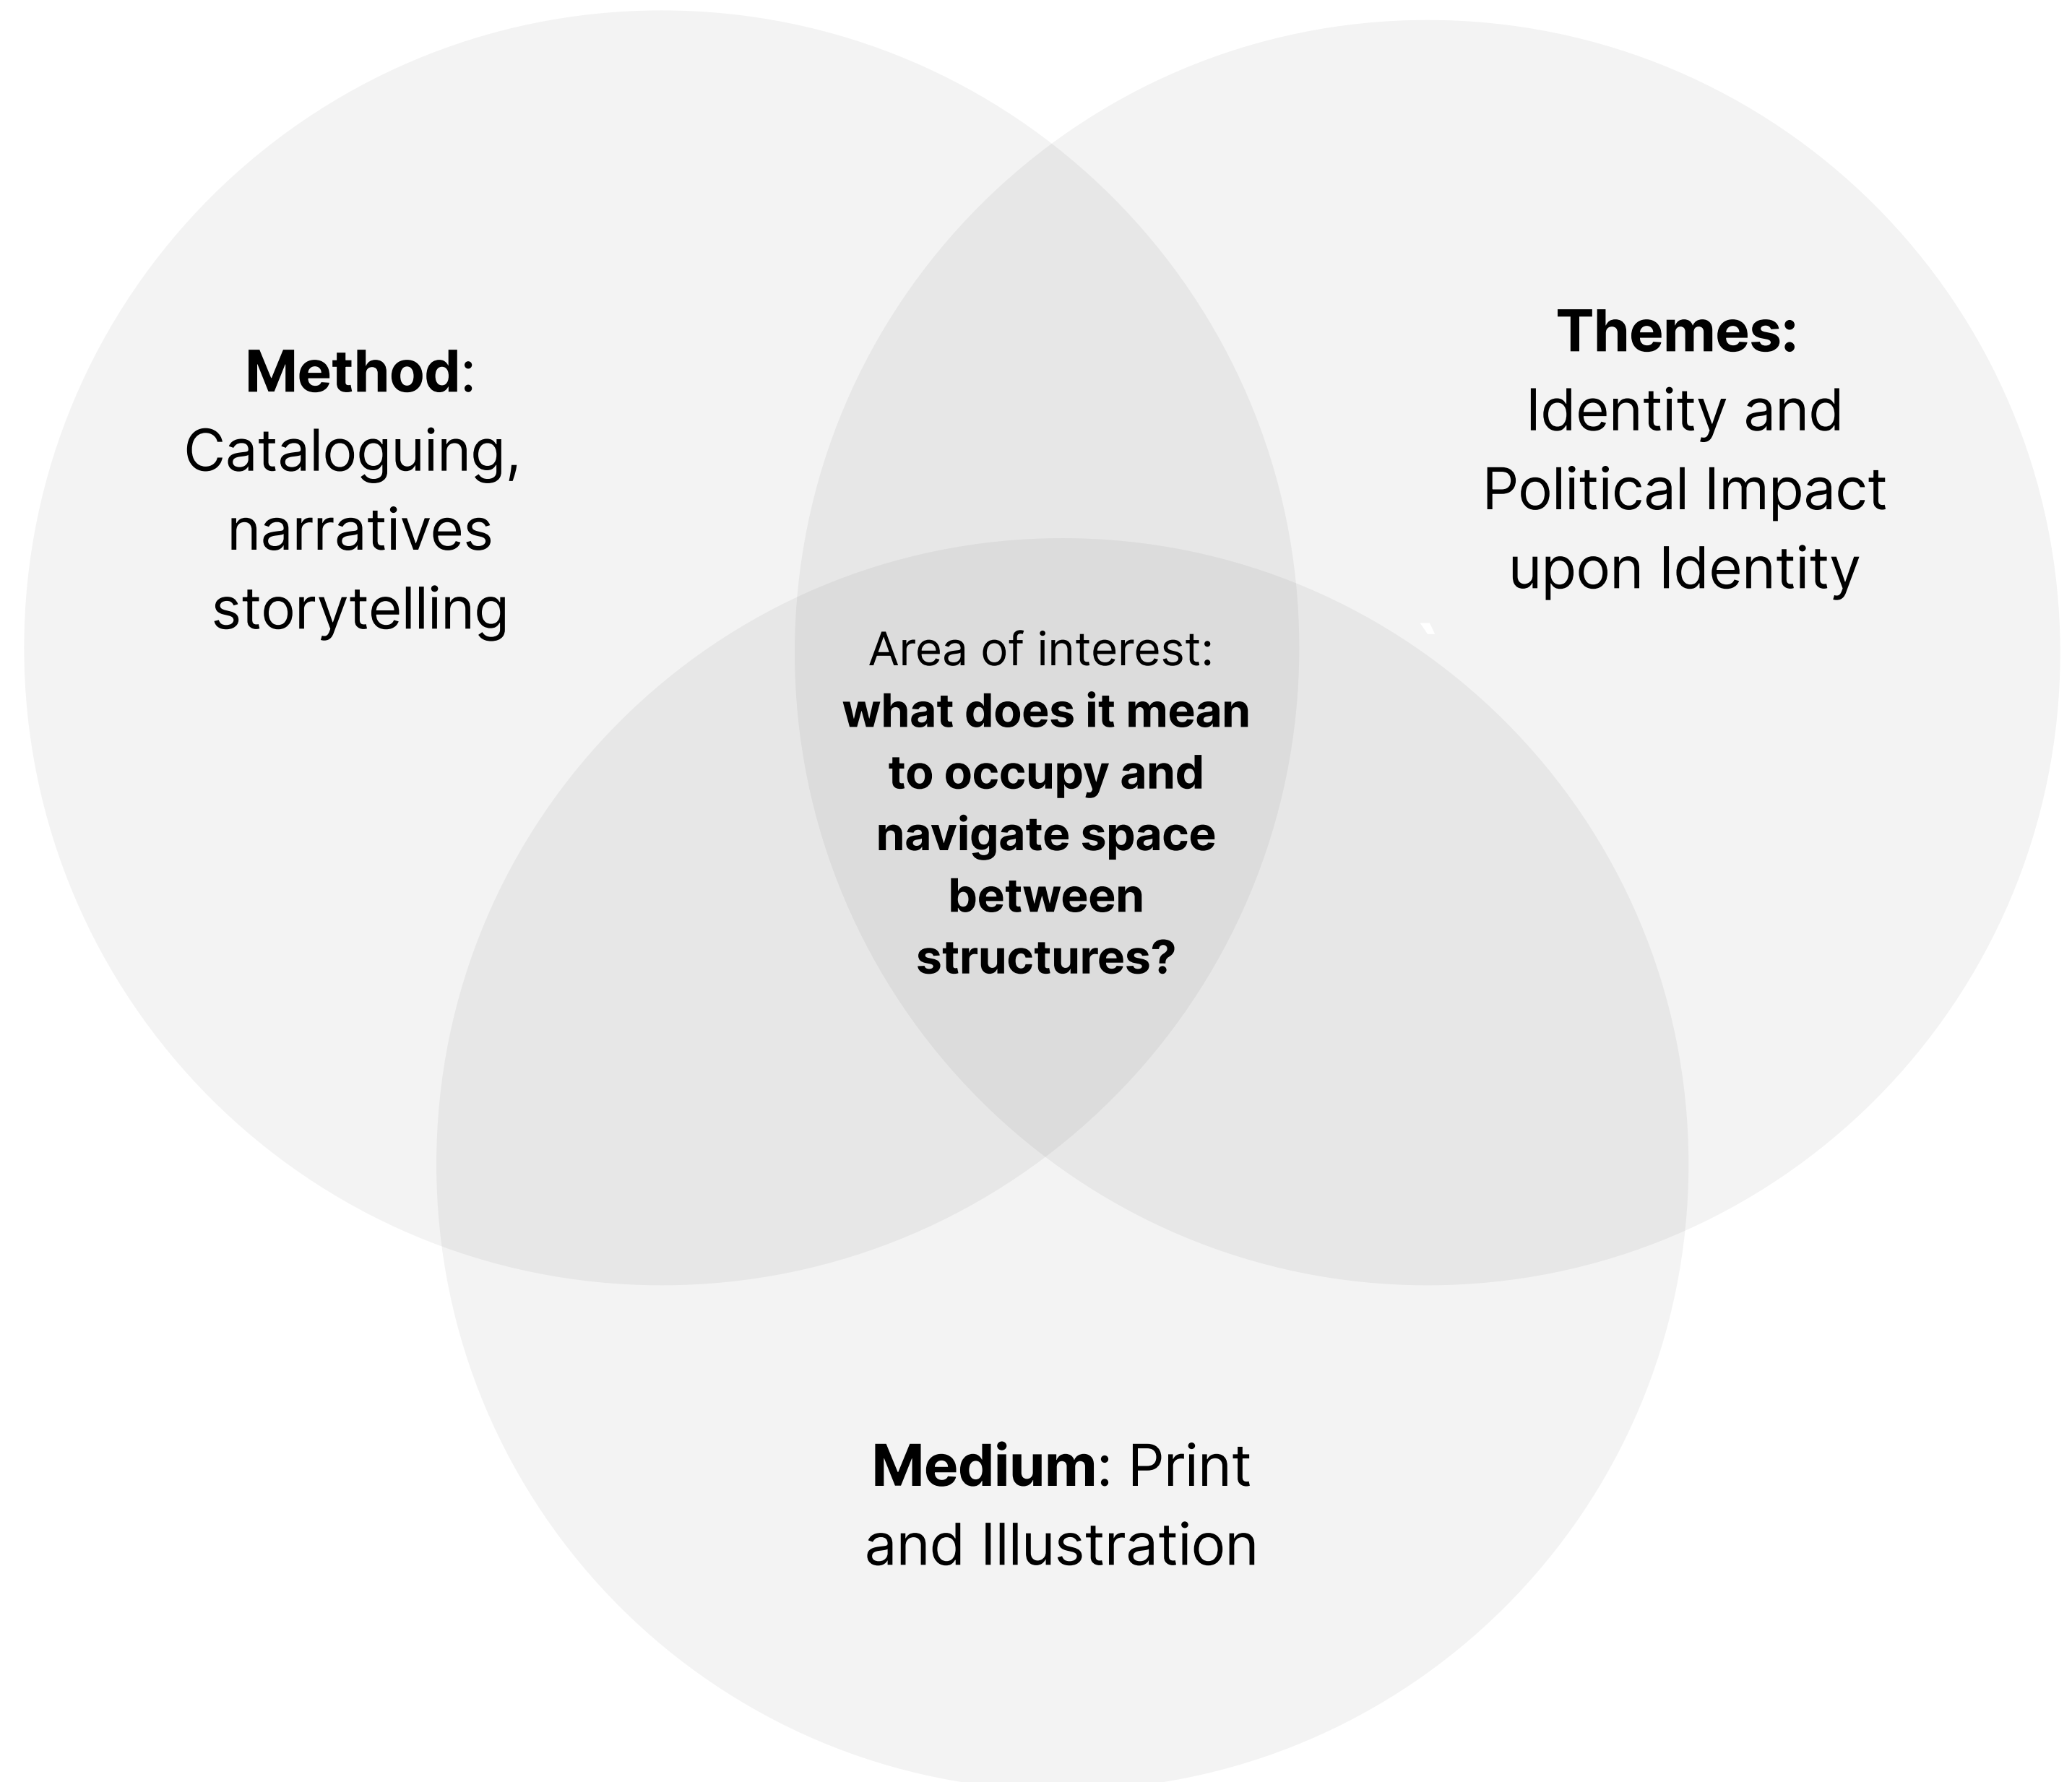 Method:
Cataloguing,
narratives
storytelling
Themes:
Identity and
Political Impact
upon Identity
Area of interest:
what does it mean
to occupy and
navigate space
between
structures?
Medium: Print
and Illustration